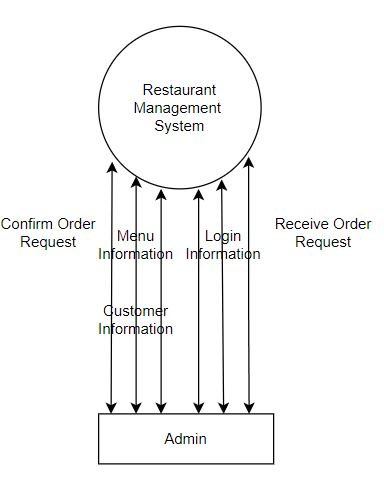 Restaurant
Management
System
Confirm Order
Request
Menu
Information
Login
Information
Receive Order
Request
Customer
Information
Admin